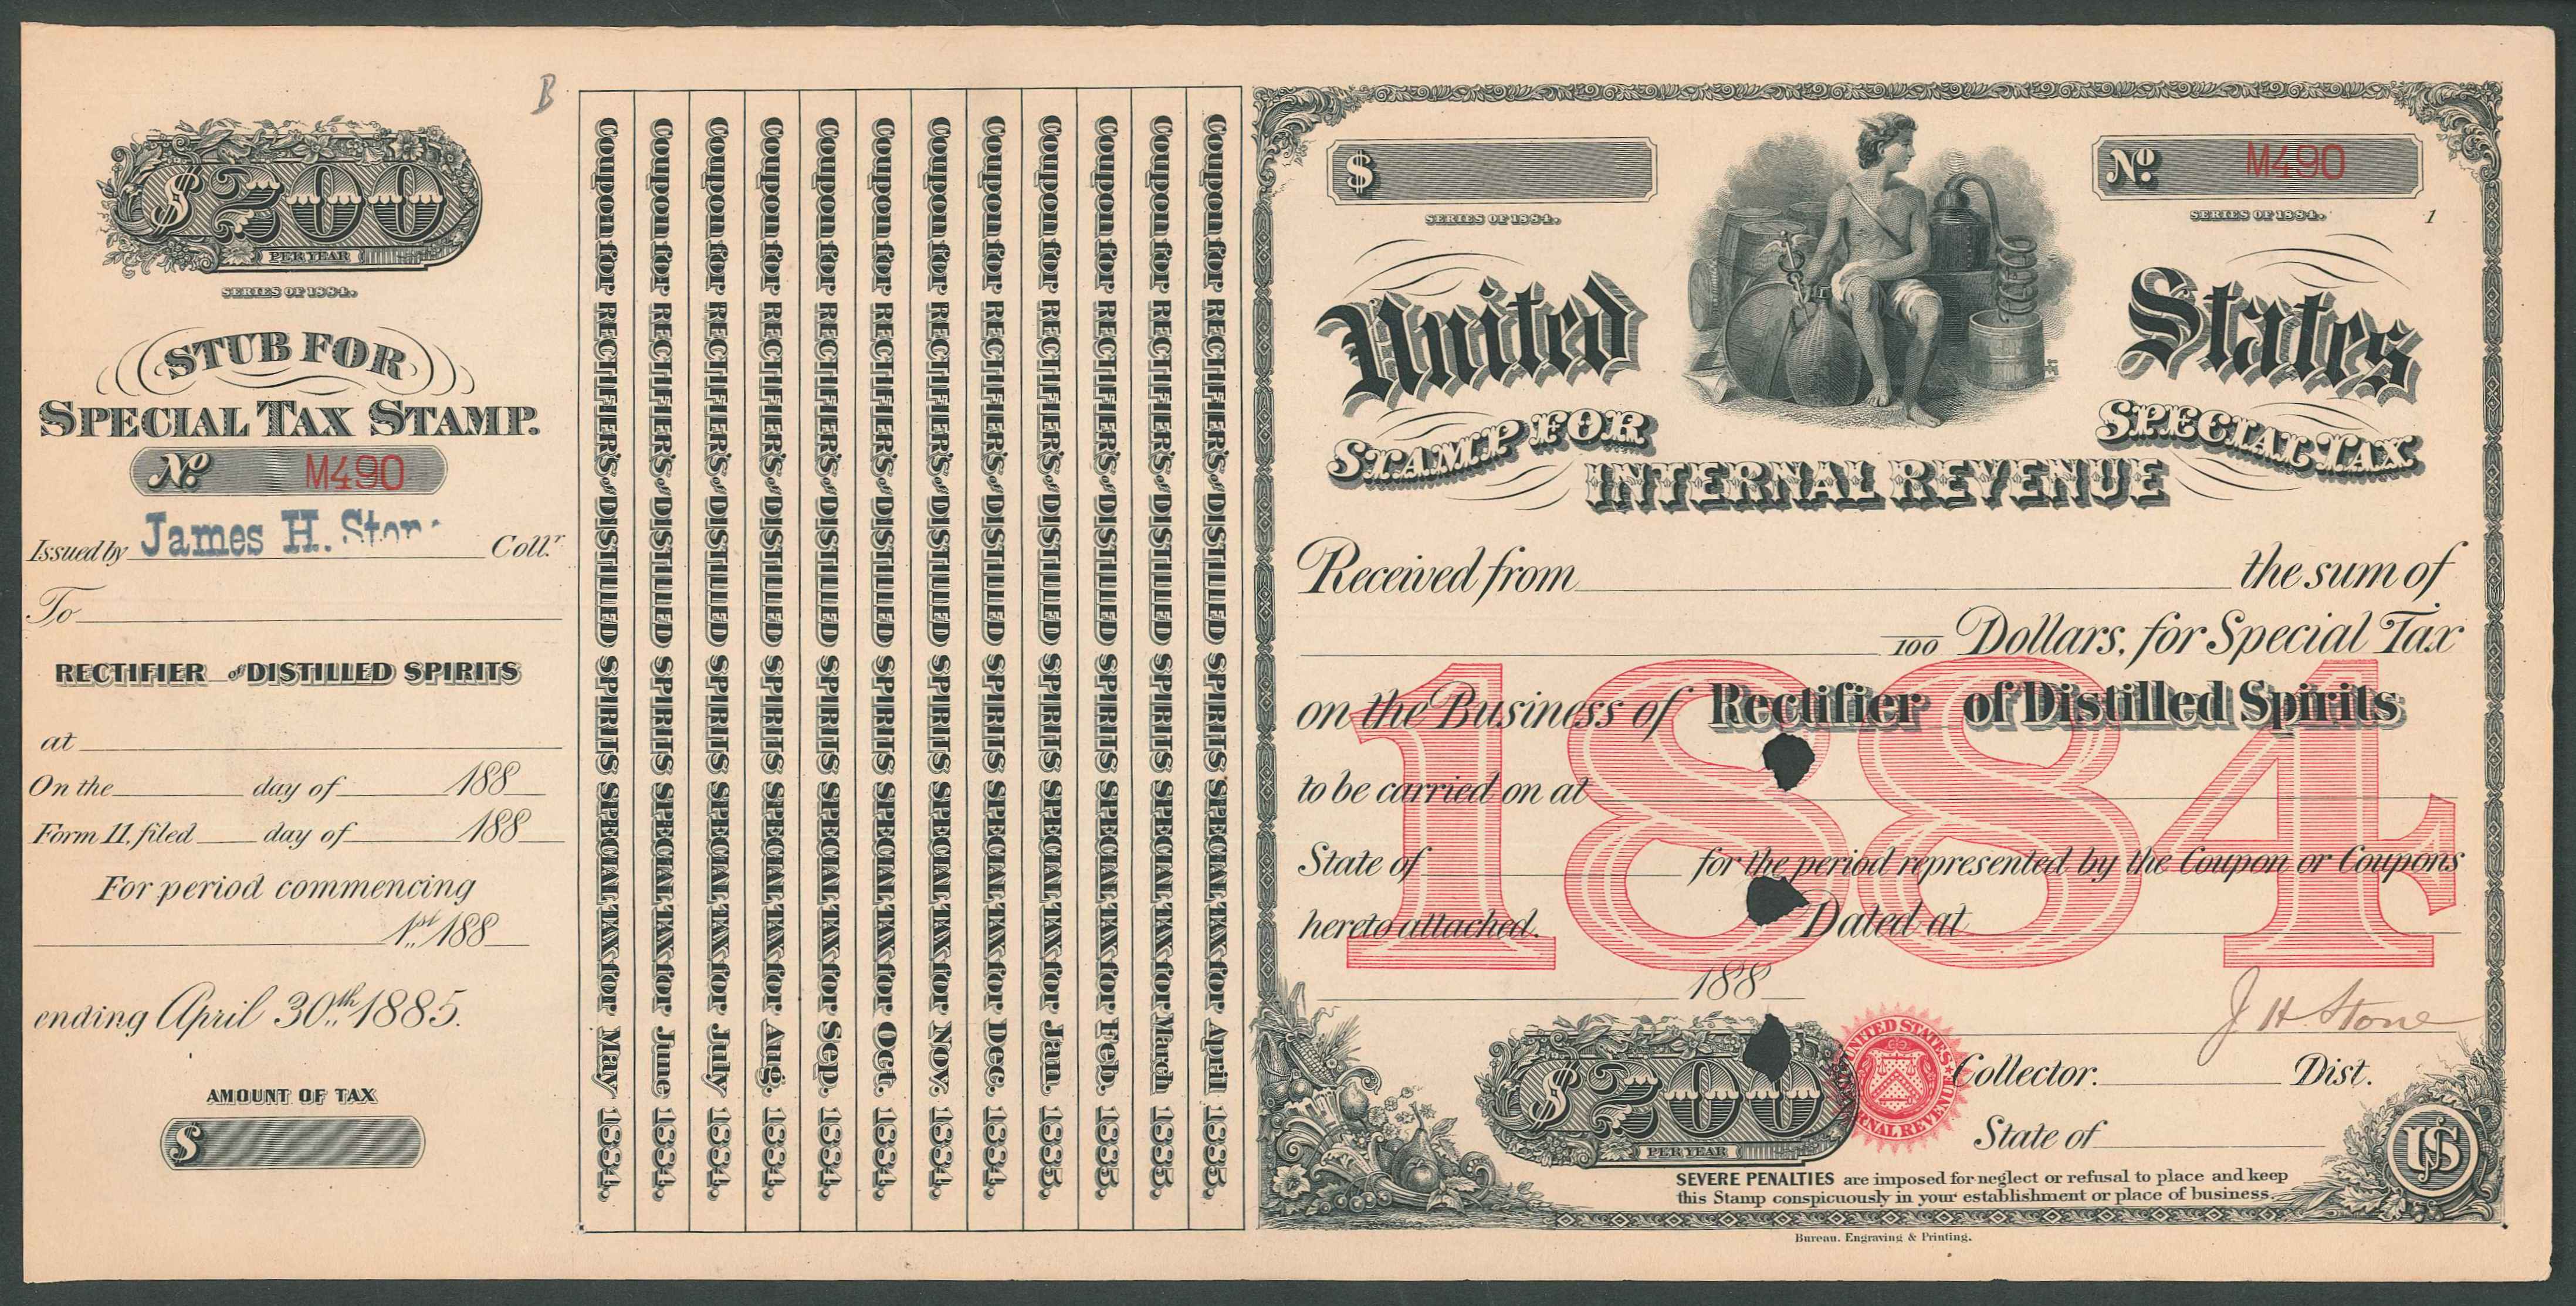 B
$200
PER YEAR
SERIES OF 1884.
STUB FOR
SPECIAL TAX STAMP.
No. M490
Issued by James H. Coll.r
To
RECTIFIER of DISTILLED SPIRITS
at
On the day of 188
Form 11, filed day of 188
For period commencing
1st. 188
ending April 30th. 1885.
AMOUNT OF TAX
$
Coupon for RECTIFIER'S of DISTILLED SPIRITS SPECIAL TAX for May 1884.
Coupon for RECTIFIER'S of DISTILLED SPIRITS SPECIAL TAX for June 1884.
Coupon for RECTIFIER'S of DISTILLED SPIRITS SPECIAL TAX for July 1884.
Coupon for RECTIFIER'S of DISTILLED SPIRITS SPECIAL TAX for Aug. 1884.
Coupon for RECTIFIER'S of DISTILLED SPIRITS SPECIAL TAX for Sep. 1884.
Coupon for RECTIFIER'S of DISTILLED SPIRITS SPECIAL TAX for Oct. 1884.
Coupon for RECTIFIER'S of DISTILLED SPIRITS SPECIAL TAX for Nov. 1884.
Coupon for RECTIFIER'S of DISTILLED SPIRITS SPECIAL TAX for Dec. 1884.
Coupon for RECTIFIER'S of DISTILLED SPIRITS SPECIAL TAX for Jan. 1885.
Coupon for RECTIFIER'S of DISTILLED SPIRITS SPECIAL TAX for Feb. 1885.
Coupon for RECTIFIER'S of DISTILLED SPIRITS SPECIAL TAX for March 1885.
Coupon for RECTIFIER'S of DISTILLED SPIRITS SPECIAL TAX for April 1885.
$ No. M490
SERIES OF 1884. SERIES OF 1884. 1
United States
STAMP FOR SPECIAL TAX
INTERNAL REVENUE
Received from the sum of
/100 Dollars, for Special Tax
1884
on the Business of Rectifier of Distilled Spirits
to be carried on at
State of for the period represented by the Coupon or Coupons
hereto attached. Dated at
188
J H Stone
$200
PER YEAR
UNITED STATES INTERNAL REVENUE
Collector. Dist.
State of
US
SEVERE PENALTIES are imposed for neglect or refusal to place and keep
this Stamp conspicuously in your establishment or place of business.
Bureau. Engraving & Printing.